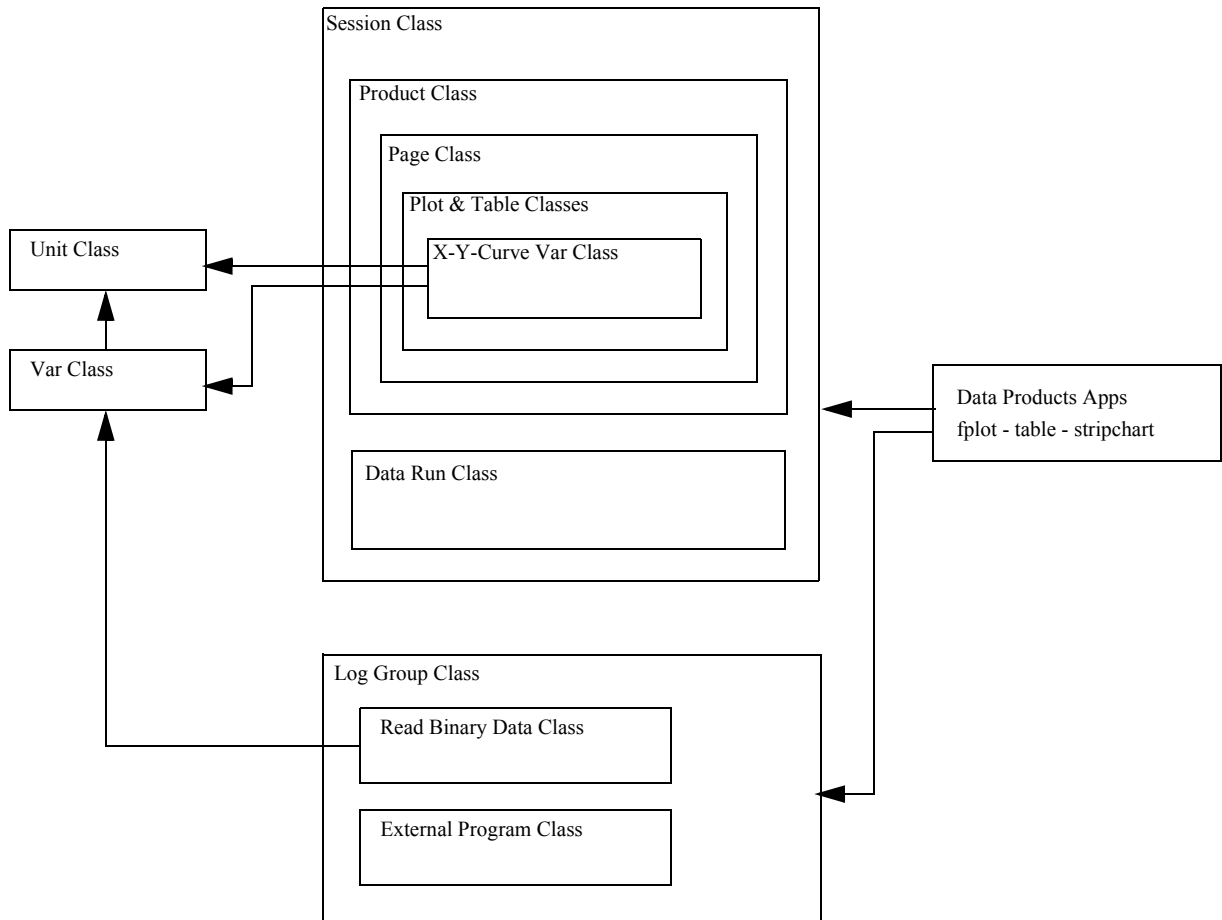 Session Class
Product Class
Page Class
Plot & Table Classes
X-Y-Curve Var Class
Unit Class
Var Class
Data Products Apps
fplot - table - stripchart
Data Run Class
Log Group Class
Read Binary Data Class
External Program Class